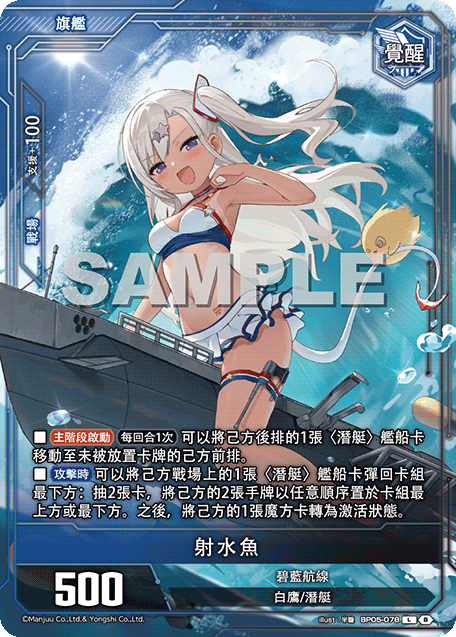 旗艦
覺醒
支援+100
戰場
SAMPLE
■ 主階段啟動 每回合1次 可以將己方後排的1張〈潛艇〉艦船卡
移動至未被放置卡牌的己方前排。
■ 攻擊時 可以將己方戰場上的1張〈潛艇〉艦船卡彈回卡組
最下方：抽2張卡，將己方的2張手牌以任意順序置於卡組最
上方或最下方。之後，將己方的1張魔方卡轉為激活狀態。
射水魚
500
碧藍航線
白鷹/潛艇
©Manjuu Co.,Ltd.& Yongshi Co.,Ltd.
illust: 半璇 BP05-078 L